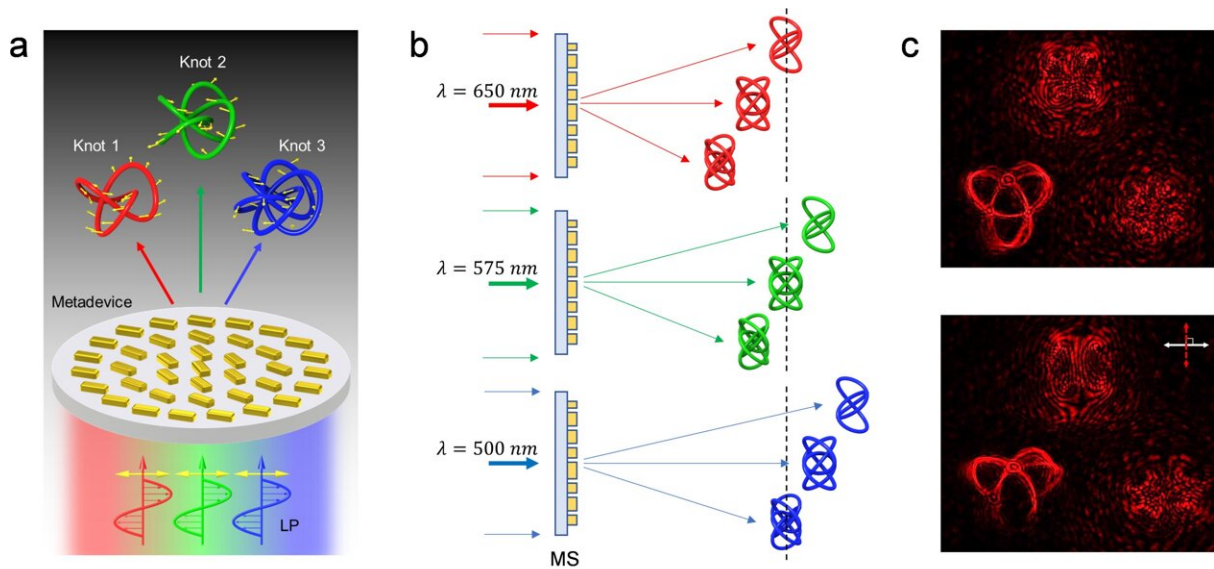 a
Knot 2
Knot 1
Knot 3
Metadevice
LP
b
λ = 650 nm
λ = 575 nm
λ = 500 nm
MS
c